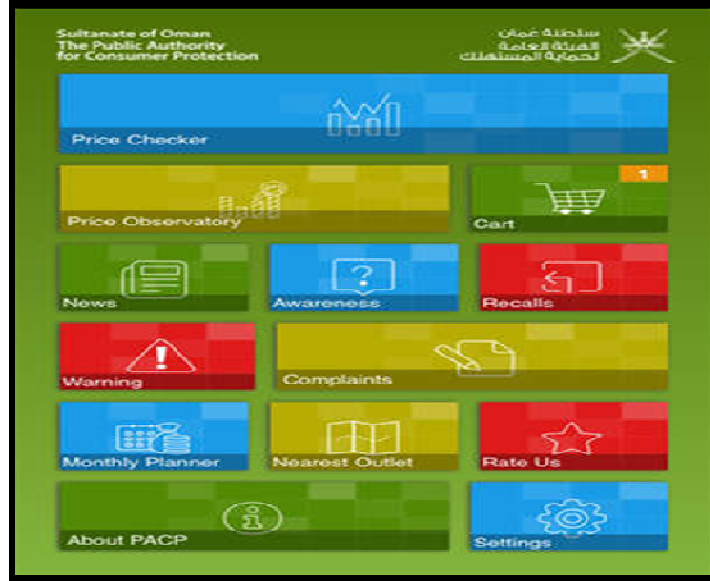 Sultanate of Oman
The Public Authority
for Consumer Protection
سلطنة عُمان
الهيئة العامة
لحماية المستهلك
Price Checker
Price Observatory
1
Cart
News
Awareness
Recalls
Warning
Complaints
Monthly Planner
Nearest Outlet
Rate Us
About PACP
Settings